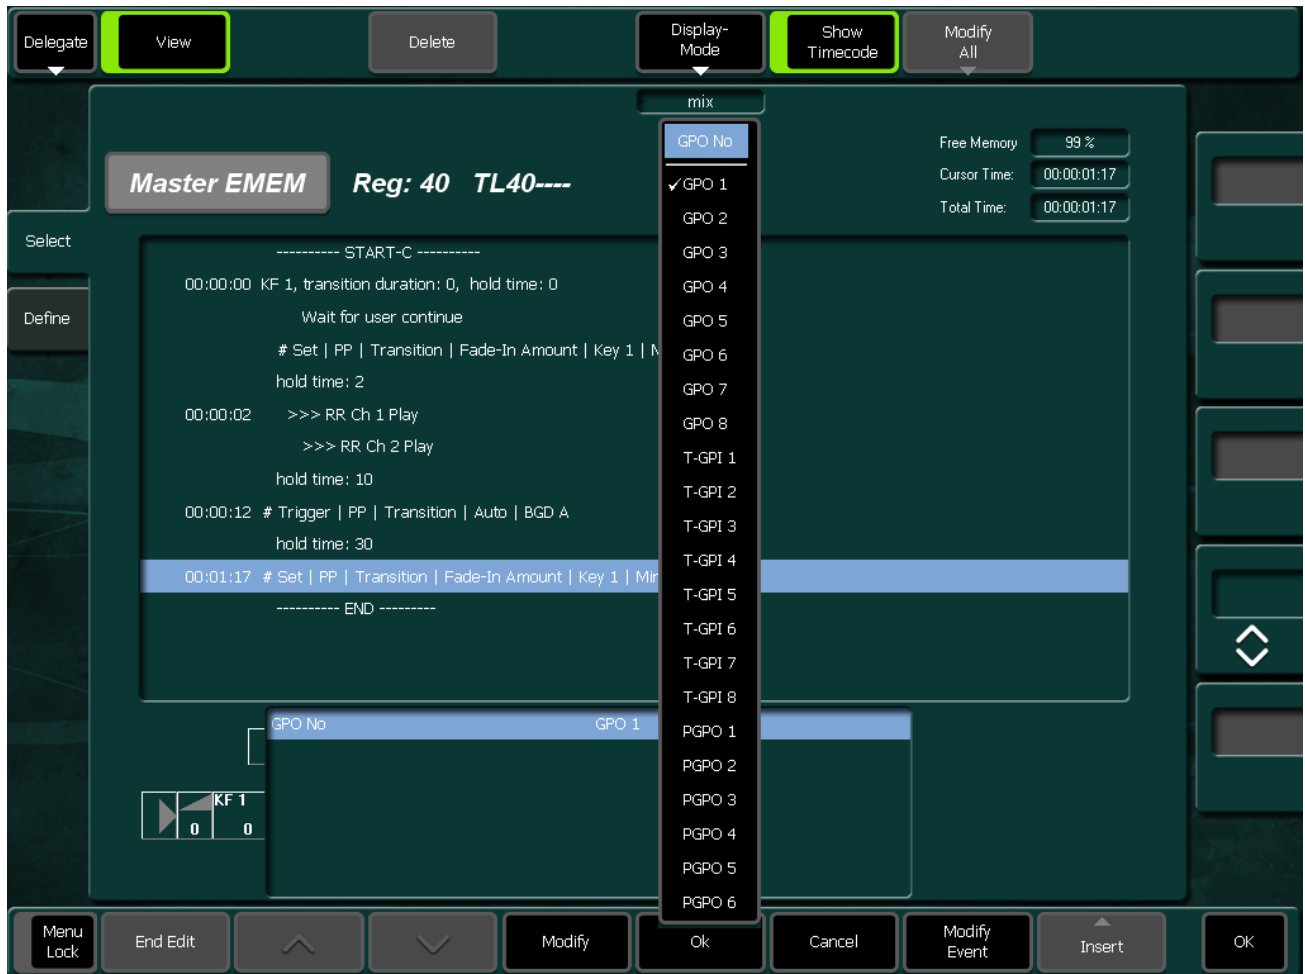 Delegate
View
Delete
Display-
Mode
Show
Timecode
Modify
All
mix
GPO No
GPO 1
GPO 2
GPO 3
GPO 4
GPO 5
GPO 6
GPO 7
GPO 8
T-GPI 1
T-GPI 2
T-GPI 3
T-GPI 4
T-GPI 5
T-GPI 6
T-GPI 7
T-GPI 8
PGPO 1
PGPO 2
PGPO 3
PGPO 4
PGPO 5
PGPO 6
Free Memory 99 %
Cursor Time: 00:00:01:17
Total Time: 00:00:01:17
Master EMEM Reg: 40 TL40----
Select
Define
---------- START-C ----------
00:00:00 KF 1, transition duration: 0, hold time: 0
Wait for user continue
# Set | PP | Transition | Fade-In Amount | Key 1 |
hold time: 2
00:00:02 >>> RR Ch 1 Play
>>> RR Ch 2 Play
hold time: 10
00:00:12 # Trigger | PP | Transition | Auto | BGD A
hold time: 30
00:01:17 # Set | PP | Transition | Fade-In Amount | Key 1 |
---------- END ---------
GPO No GPO 1
KF 1
0 0
Menu
Lock
End Edit
Modify
Ok
Cancel
Modify
Event
Insert
OK